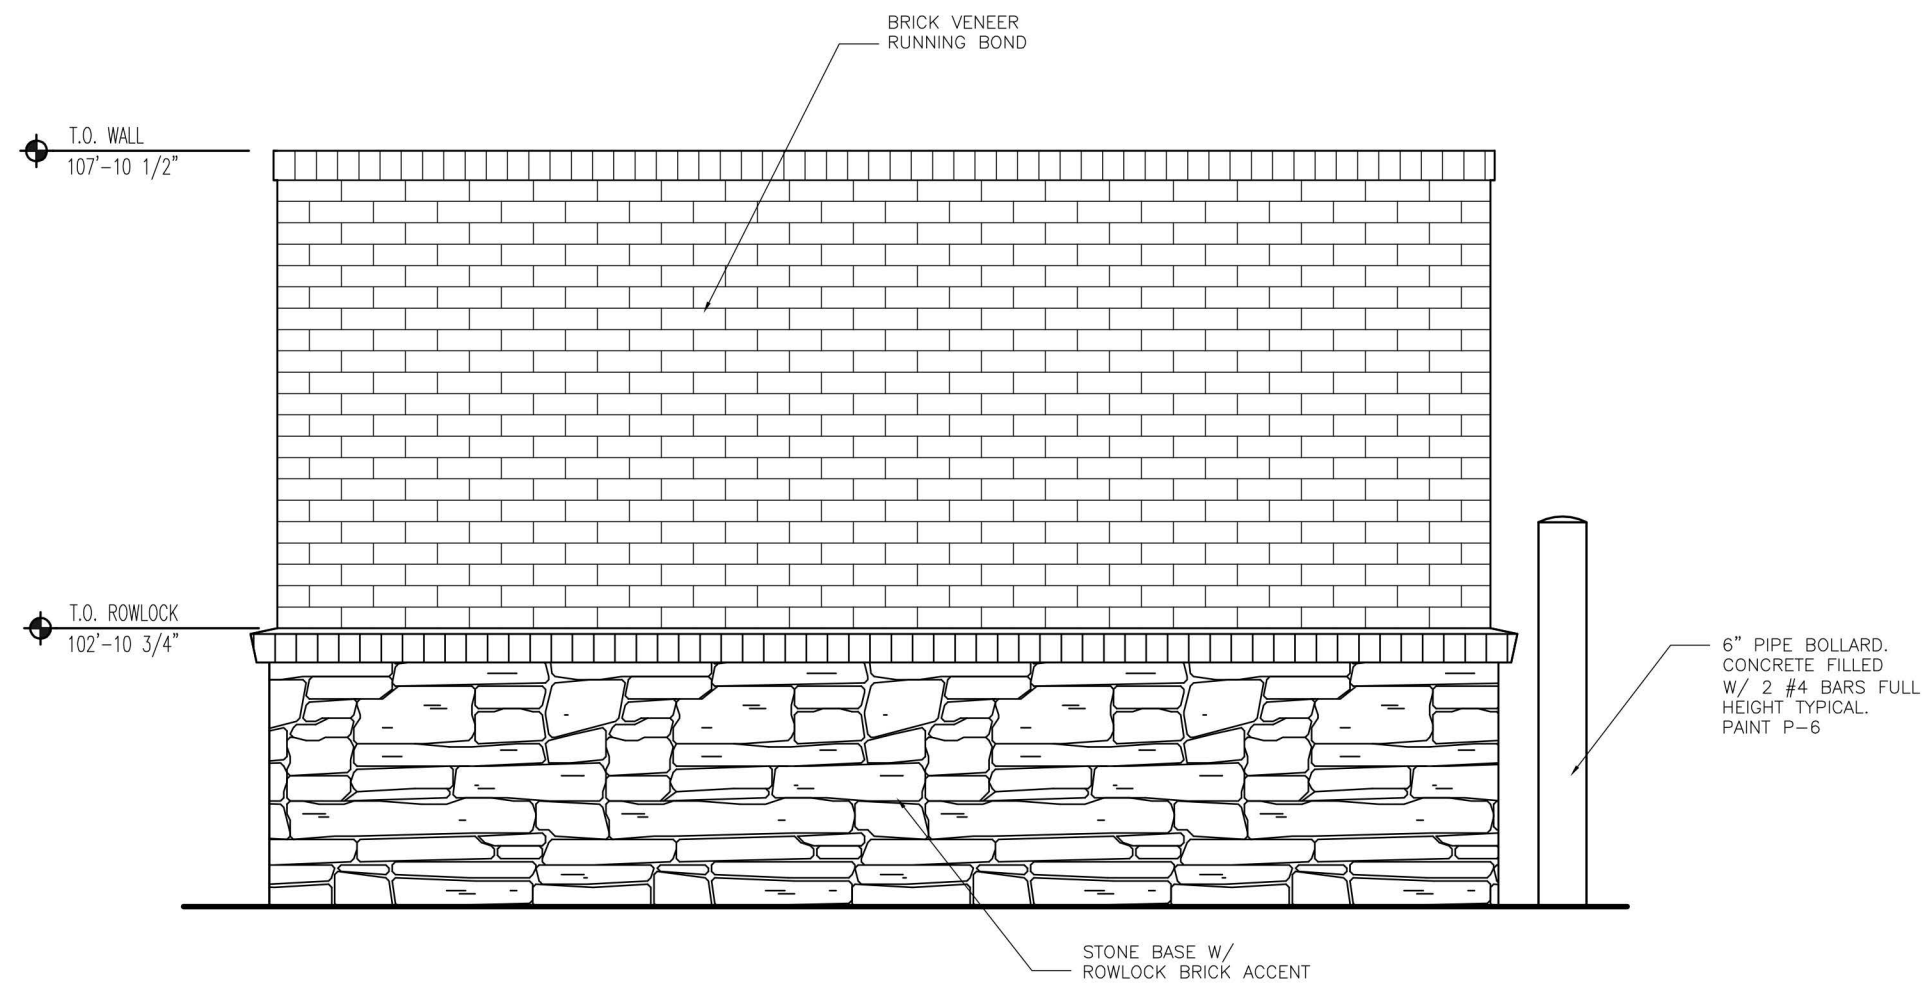 BRICK VENEER
RUNNING BOND
T.O. WALL
107'-10 1/2"
T.O. ROWLOCK
102'-10 3/4"
6" PIPE BOLLARD.
CONCRETE FILLED
W/ 2 #4 BARS FULL
HEIGHT TYPICAL.
PAINT P-6
STONE BASE W/
ROWLOCK BRICK ACCENT